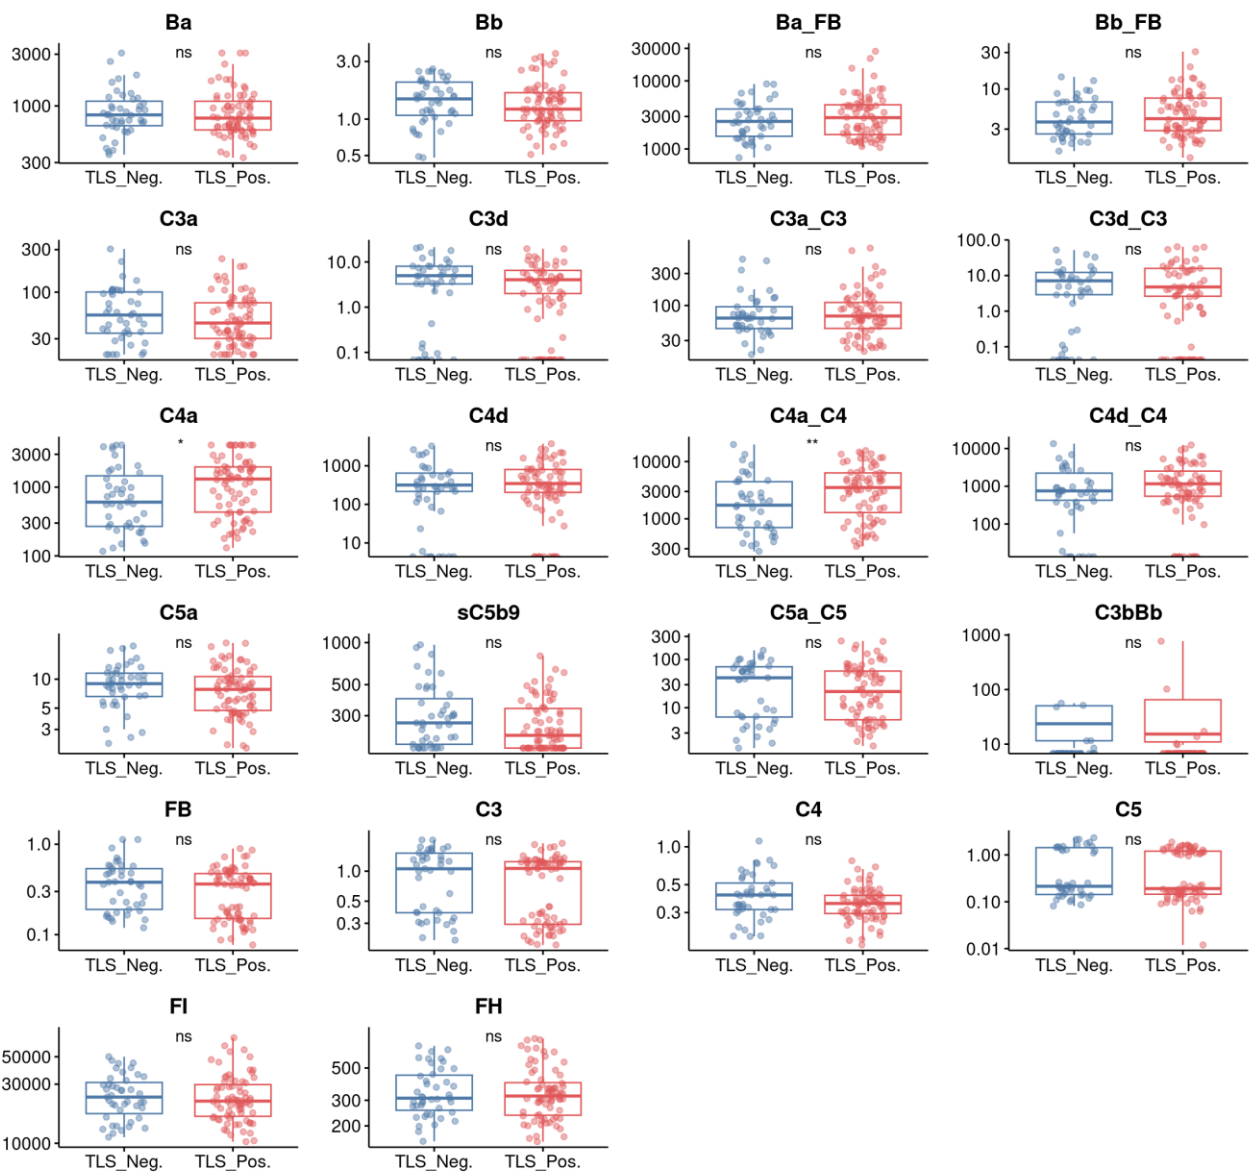 Ba Bb Ba_FB Bb_FB
3000 ns 3.0 ns 30000 ns 30 ns
10000
1000 1.0 3000 10
3
300 0.5 1000
TLS_Neg. TLS_Pos. TLS_Neg. TLS_Pos. TLS_Neg. TLS_Pos. TLS_Neg. TLS_Pos.
C3a C3d C3a_C3 C3d_C3
300 ns 10.0 ns 300 ns 100.0 ns
100 1.0 100 10.0
1.0
30 0.1 30 0.1
TLS_Neg. TLS_Pos. TLS_Neg. TLS_Pos. TLS_Neg. TLS_Pos. TLS_Neg. TLS_Pos.
C4a C4d C4a_C4 C4d_C4
3000 * 1000 ns 10000 ** 10000 ns
1000 100 3000 1000
300 1000 100
100 10 300
TLS_Neg. TLS_Pos. TLS_Neg. TLS_Pos. TLS_Neg. TLS_Pos. TLS_Neg. TLS_Pos.
C5a sC5b9 C5a_C5 C3bBb
10 ns 1000 ns 300 ns 1000 ns
5 500 100 100
3 300 30 10
10
3
TLS_Neg. TLS_Pos. TLS_Neg. TLS_Pos. TLS_Neg. TLS_Pos. TLS_Neg. TLS_Pos.
FB C3 C4 C5
1.0 ns 1.0 ns 1.0 ns 1.00 ns
0.3 0.5 0.5 0.10
0.1 0.3 0.3 0.01
TLS_Neg. TLS_Pos. TLS_Neg. TLS_Pos. TLS_Neg. TLS_Pos. TLS_Neg. TLS_Pos.
FI FH
50000 ns 500 ns
30000 300
10000 200
TLS_Neg. TLS_Pos. TLS_Neg. TLS_Pos.